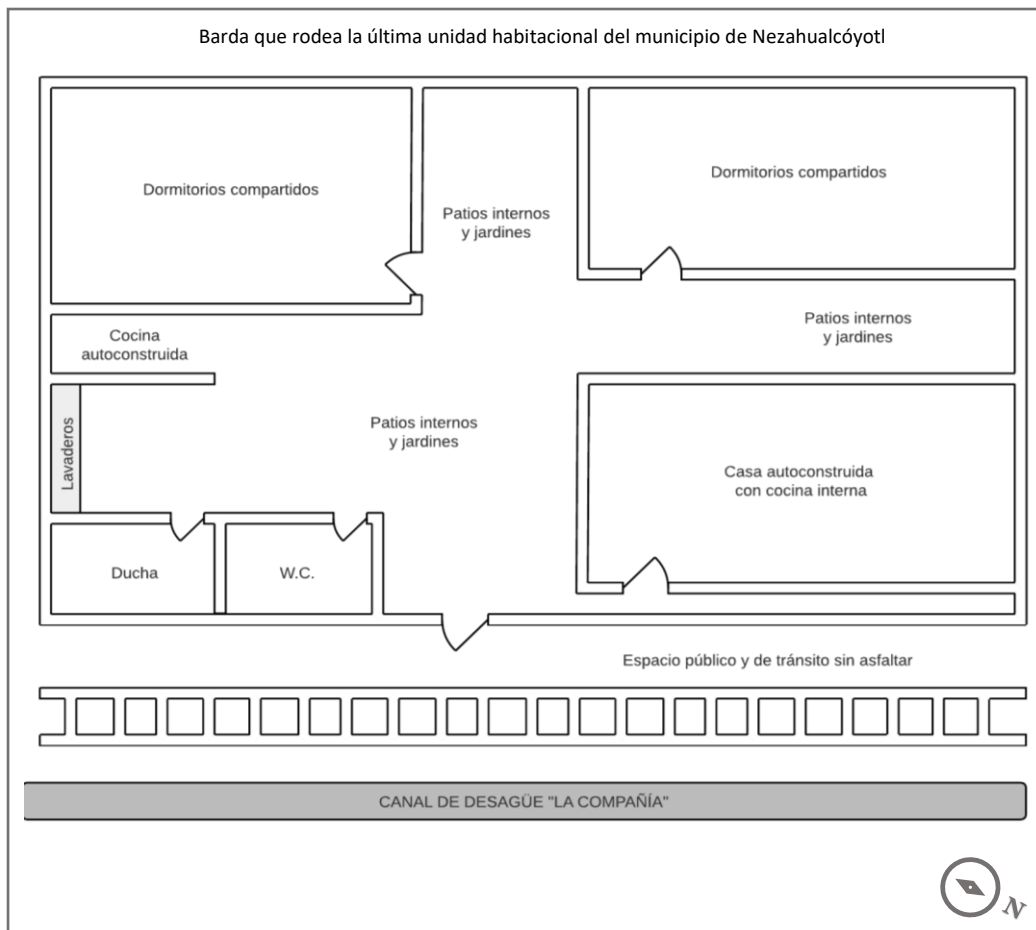 Barda que rodea la última unidad habitacional del municipio de Nezahualcóyotl
Dormitorios compartidos
Patios internos
y jardines
Dormitorios compartidos
Cocina
autoconstruida
Patios internos
y jardines
Lavaderos
Patios internos
y jardines
Casa autoconstruida
con cocina interna
Ducha
W.C.
Espacio público y de tránsito sin asfaltar
CANAL DE DESAGÜE "LA COMPAÑÍA"
N